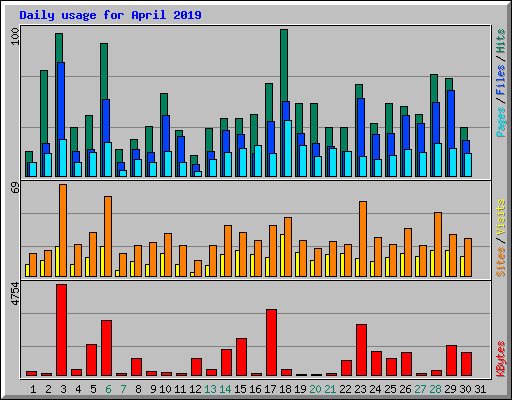 Daily usage for April 2019
100
Pages / Files / Hits
69
Sites / Visits
4754
KBytes
1 2 3 4 5 6 7 8 9 10 11 12 13 14 15 16 17 18 19 20 21 22 23 24 25 26 27 28 29 30 31